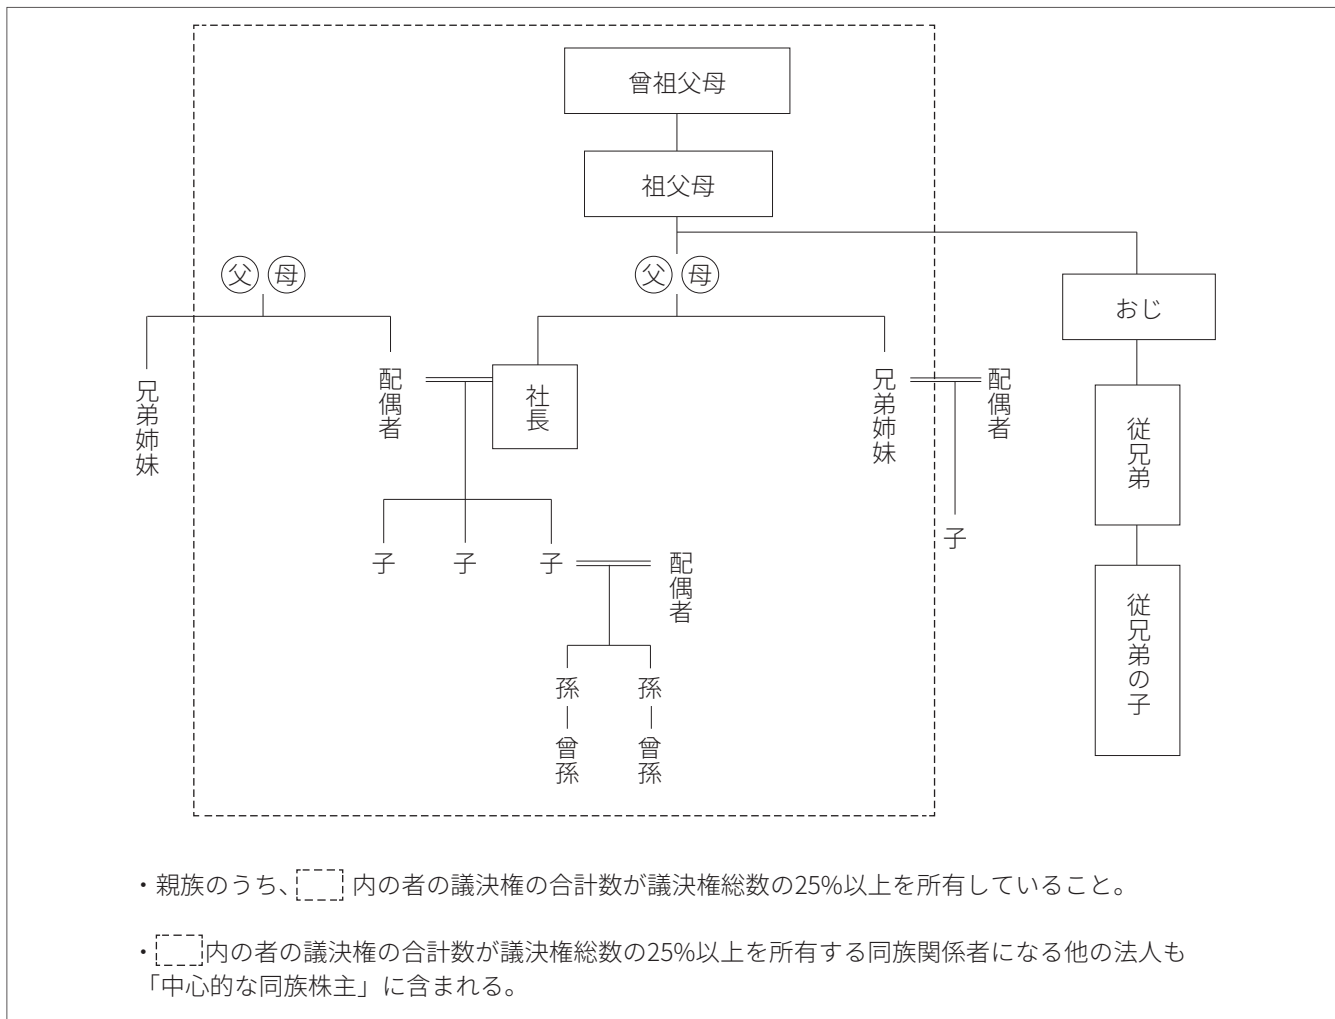 曾祖父母
祖父母
父 母
父 母
おじ
兄弟姉妹
配偶者
社長
兄弟姉妹
配偶者
従兄弟
子
子
子
配偶者
子
従兄弟の子
孫
孫
曾孫
曾孫
・親族のうち、 内の者の議決権の合計数が議決権総数の25%以上を所有していること。
・ 内の者の議決権の合計数が議決権総数の25%以上を所有する同族関係者になる他の法人も
「中心的な同族株主」に含まれる。